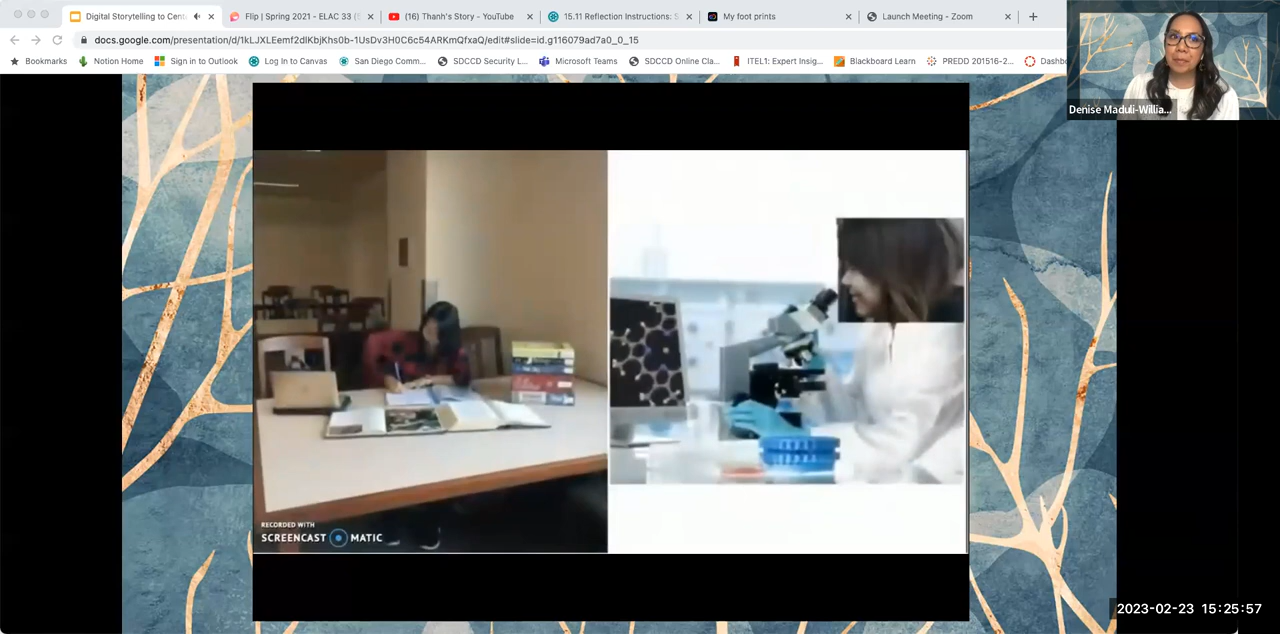 Digital Storytelling to Cent
Flip | Spring 2021 - ELAC 33 (
(16) Thanh's Story - YouTube
15.11 Reflection Instructions: S
My foot prints
Launch Meeting - Zoom
docs.google.com/presentation/d/1kLJXLEemf2dlKbjKhs0b-1UsDv3H0C6c54ARKmQfxaQ/edit#slide=id.g116079ad7a0_0_15
Bookmarks
Notion Home
Sign in to Outlook
Log In to Canvas
San Diego Comm...
SDCCD Security L...
Microsoft Teams
SDCCD Online Cla...
ITEL1: Expert Insig...
Blackboard Learn
PREDD 201516-2...
Dashbo
Denise Maduli-Willia...
RECORDED WITH
SCREENCAST MATIC
2023-02-23 15:25:57